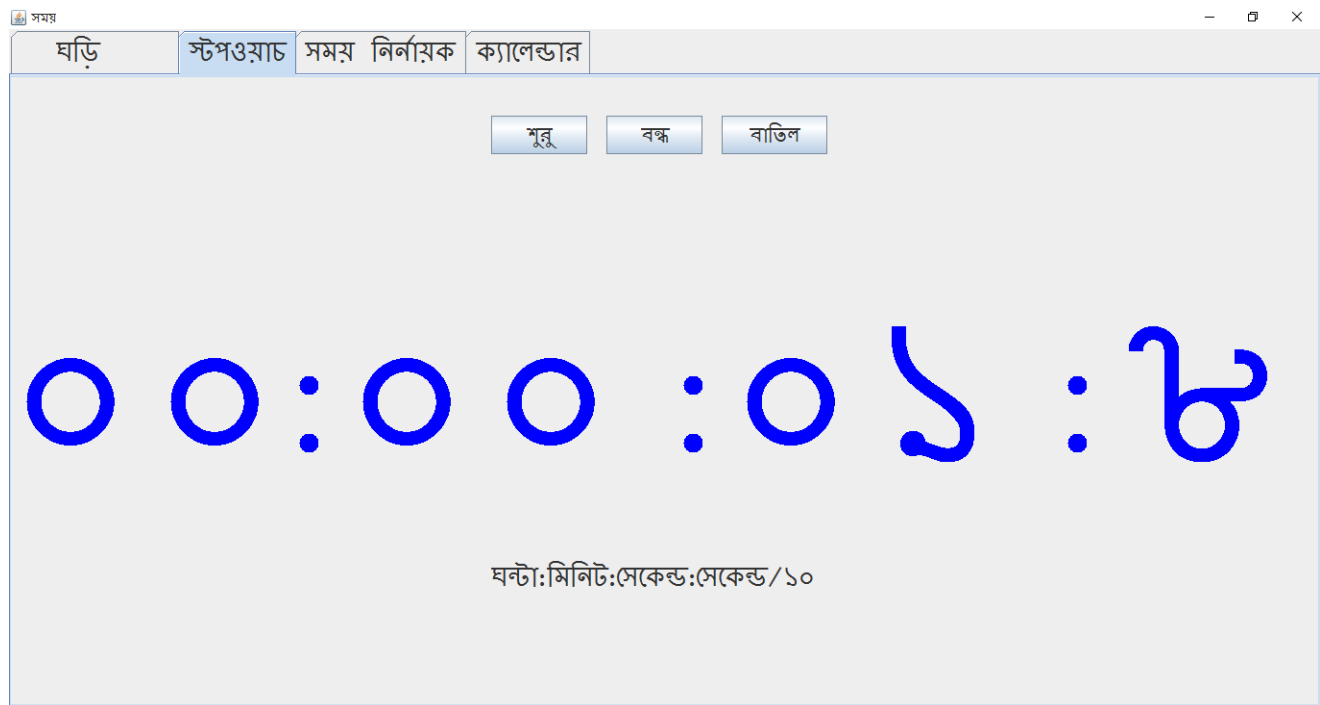 সময়
ঘড়ি স্টপওয়াচ সময় নির্নায়ক ক্যালেন্ডার
শুরু বন্ধ বাতিল
০০:০০:০১:৮
ঘন্টা:মিনিট:সেকেন্ড:সেকেন্ড/১০